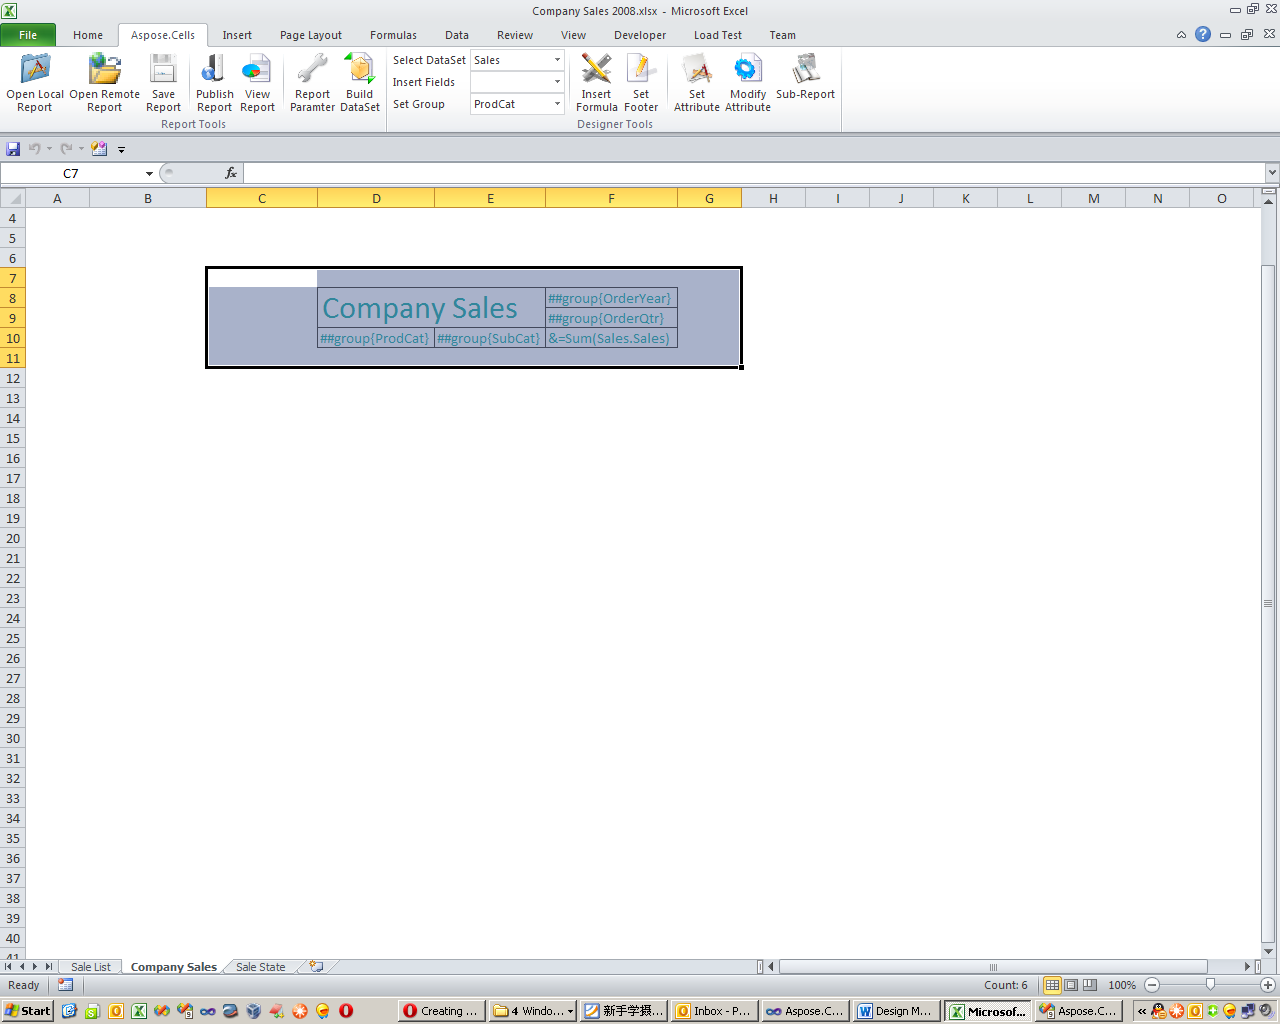 Company Sales 2008.xlsx - Microsoft Excel
File Home Aspose.Cells Insert Page Layout Formulas Data Review View Developer Load Test Team
Open Local Report
Open Remote Report
Save Report
Publish Report
View Report
Report Paramter
Build DataSet
Report Tools
Select DataSet Sales
Insert Fields
Set Group ProdCat
Insert Formula
Set Footer
Set Attribute
Modify Attribute
Sub-Report
Designer Tools
C7 fx
A B C D E F G H I J K L M N O
4
5
6
7
8 Company Sales ##group{OrderYear}
9 ##group{OrderQtr}
10 ##group{ProdCat} ##group{SubCat} &=Sum(Sales.Sales)
11
12
13
14
15
16
17
18
19
20
21
22
23
24
25
26
27
28
29
30
31
32
33
34
35
36
37
38
39
40
41
Sale List Company Sales Sale State
Ready Count: 6 100%
Start Creating ... 4 Windo... 新手学摄... Inbox - P... Aspose.C... Design M... Microsof... Aspose.C... «